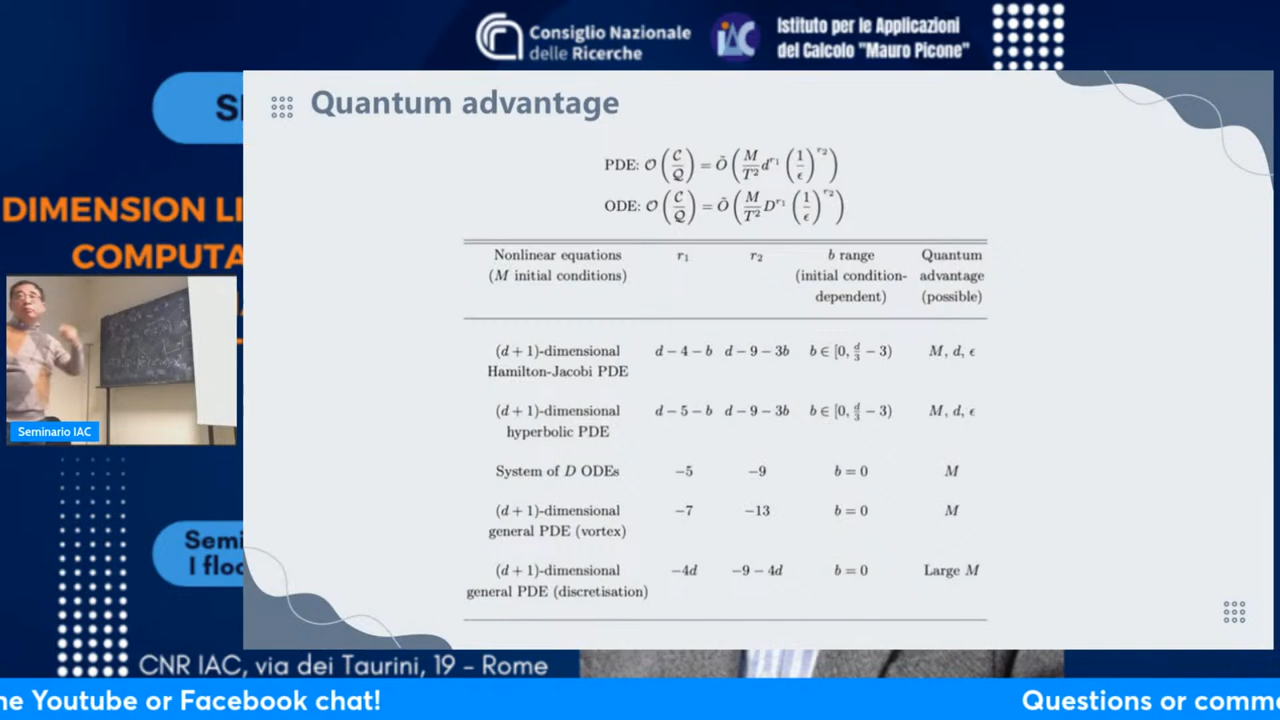 Consiglio Nazionale
delle Ricerche
iAC
Istituto per le Applicazioni
del Calcolo "Mauro Picone"
DIMENSION LI
COMPUTA
Seminario IAC
Semi
I floo
Quantum advantage
PDE: 𝒪(𝒞/𝒬) = Õ(M/T² d^{r₁} (1/ϵ)^{r₂})
ODE: 𝒪(𝒞/𝒬) = Õ(M/T² D^{r₁} (1/ϵ)^{r₂})
Nonlinear equations r₁ r₂ b range Quantum
(M initial conditions) (initial condition- advantage
dependent) (possible)
(d + 1)-dimensional d − 4 − b d − 9 − 3b b ∈ [0, d/3 − 3) M, d, ϵ
Hamilton-Jacobi PDE
(d + 1)-dimensional d − 5 − b d − 9 − 3b b ∈ [0, d/3 − 3) M, d, ϵ
hyperbolic PDE
System of D ODEs −5 −9 b = 0 M
(d + 1)-dimensional −7 −13 b = 0 M
general PDE (vortex)
(d + 1)-dimensional −4d −9 − 4d b = 0 Large M
general PDE (discretisation)
CNR IAC, via dei Taurini, 19 – Rome
ne Youtube or Facebook chat! Questions or comme